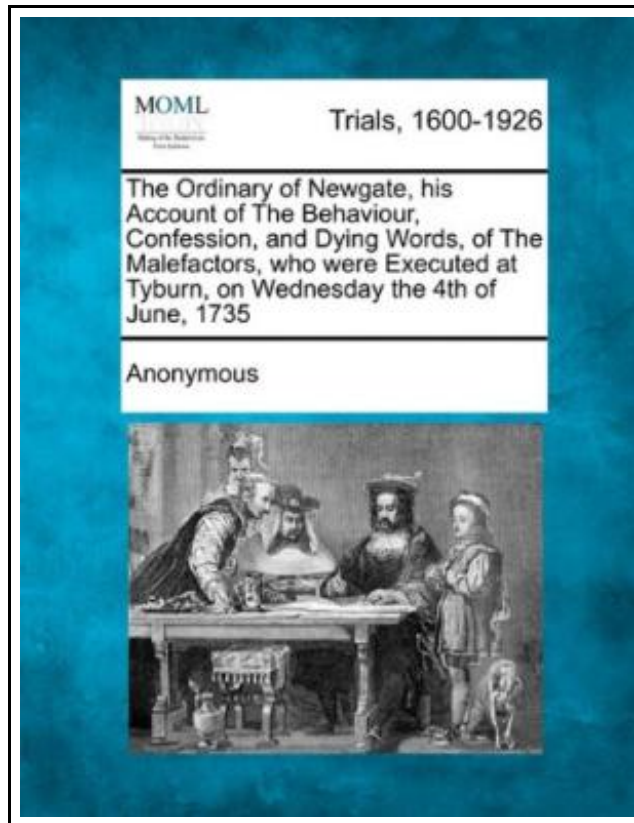 MOML
Trials, 1600-1926
The Ordinary of Newgate, his
Account of The Behaviour,
Confession, and Dying Words, of The
Malefactors, who were Executed at
Tyburn, on Wednesday the 4th of
June, 1735
Anonymous